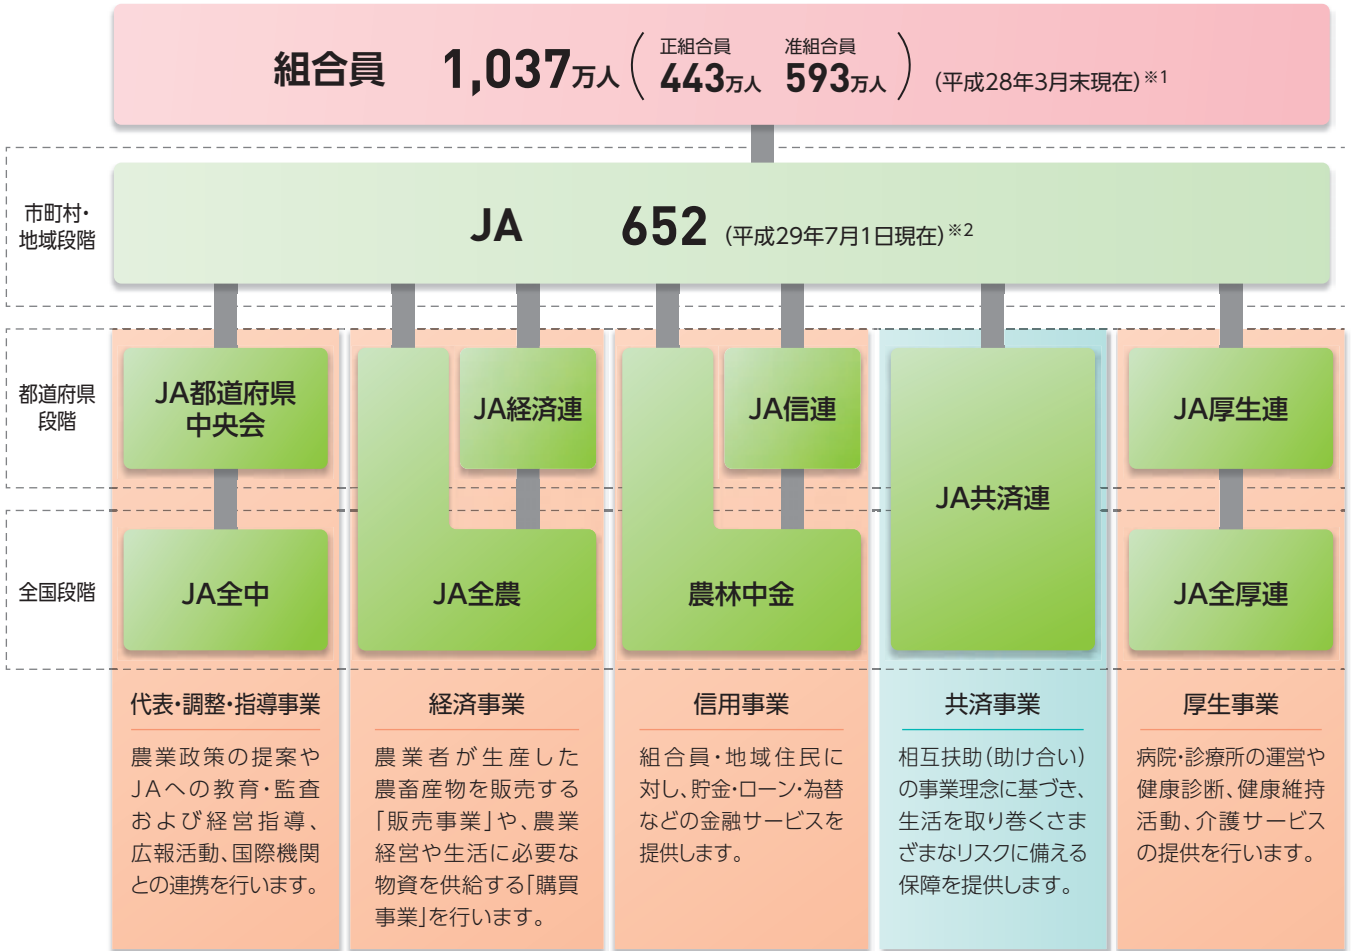 組合員 1,037万人 (正組合員 443万人 准組合員 593万人) (平成28年3月末現在)※1
市町村・
地域段階
JA 652 (平成29年7月1日現在)※2
都道府県
段階
JA都道府県
中央会
JA経済連
JA信連
JA共済連
JA厚生連
全国段階
JA全中
JA全農
農林中金
JA全厚連
代表・調整・指導事業
農業政策の提案や
JAへの教育・監査
および経営指導、
広報活動、国際機関
との連携を行います。
経済事業
農業者が生産した
農畜産物を販売する
「販売事業」や、農業
経営や生活に必要な
物資を供給する「購買
事業」を行います。
信用事業
組合員・地域住民に
対し、貯金・ローン・為替
などの金融サービスを
提供します。
共済事業
相互扶助(助け合い)
の事業理念に基づき、
生活を取り巻くさま
ざまなリスクに備える
保障を提供します。
厚生事業
病院・診療所の運営や
健康診断、健康維持
活動、介護サービス
の提供を行います。